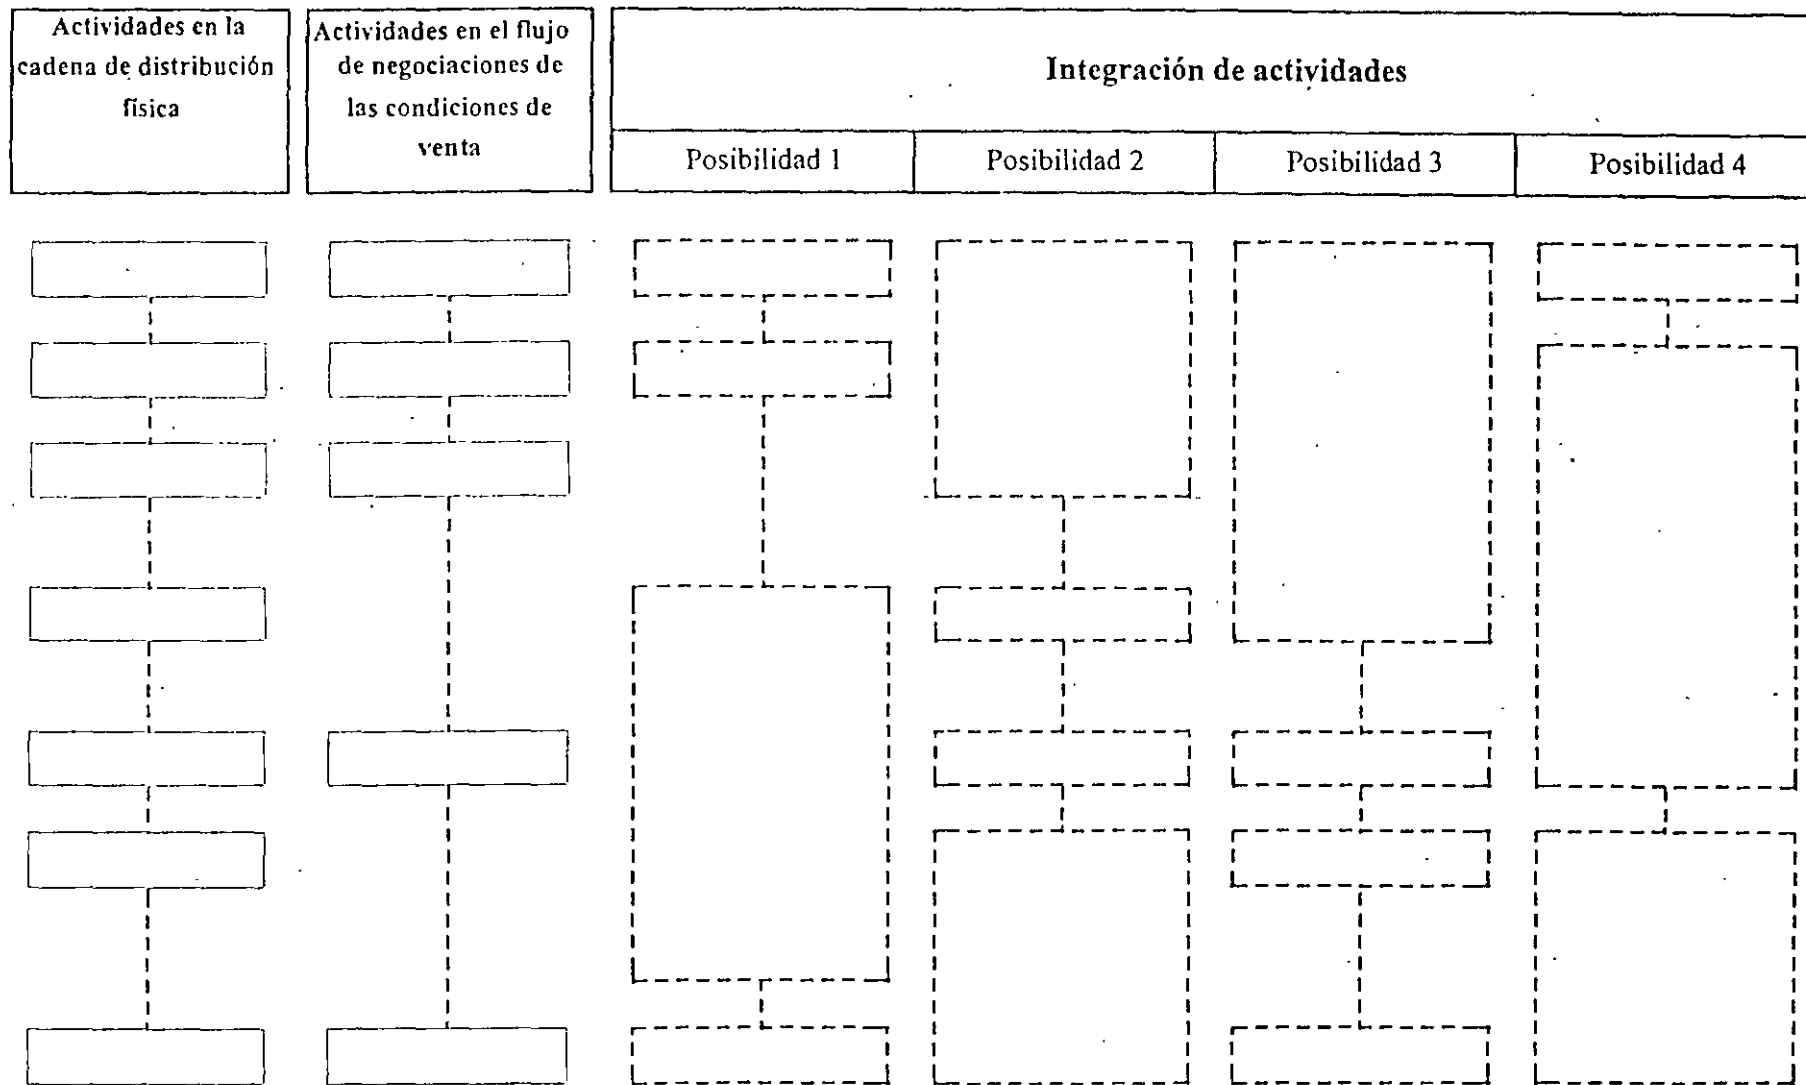 Actividades en la
cadena de distribución
física
Actividades en el flujo
de negociaciones de
las condiciones de
venta
Integración de actividades
Posibilidad 1
Posibilidad 2
Posibilidad 3
Posibilidad 4